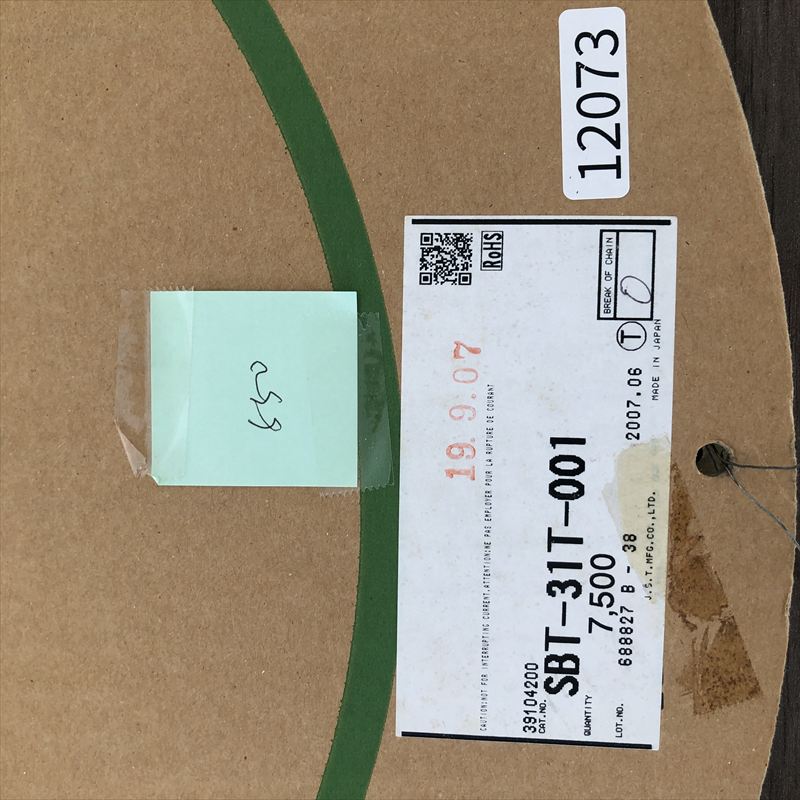 12073
RoHS
BREAK OF CHAIN
0
19.9.07
CAUTION:NOT FOR INTERRUPTING CURRENT.ATTENTION:NE PAS EMPLOYER POUR LA RUPTURE DE COURANT
39104200
CAT.NO.
SBT-31T-001
QUANTITY
7,500
2007.06
T
LOT.NO.
688827 B - 38
J.S.T.MFG.CO.,LTD.
MADE IN JAPAN